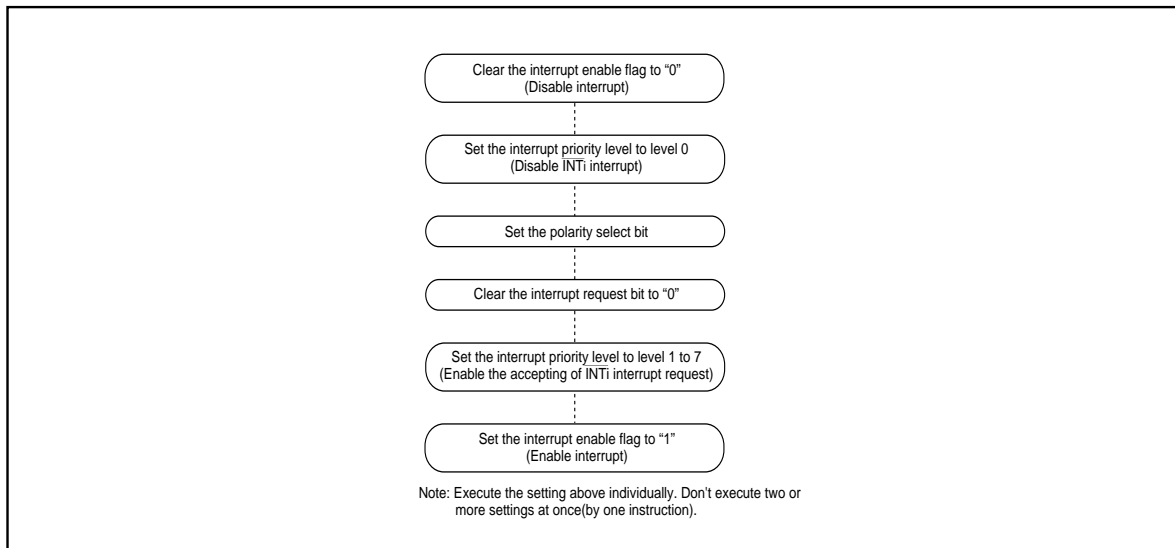 Clear the interrupt enable flag to “0”
(Disable interrupt)
Set the interrupt priority level to level 0
(Disable INTi interrupt)
Set the polarity select bit
Clear the interrupt request bit to “0”
Set the interrupt priority level to level 1 to 7
(Enable the accepting of INTi interrupt request)
Set the interrupt enable flag to “1”
(Enable interrupt)
Note: Execute the setting above individually. Don’t execute two or
more settings at once(by one instruction).